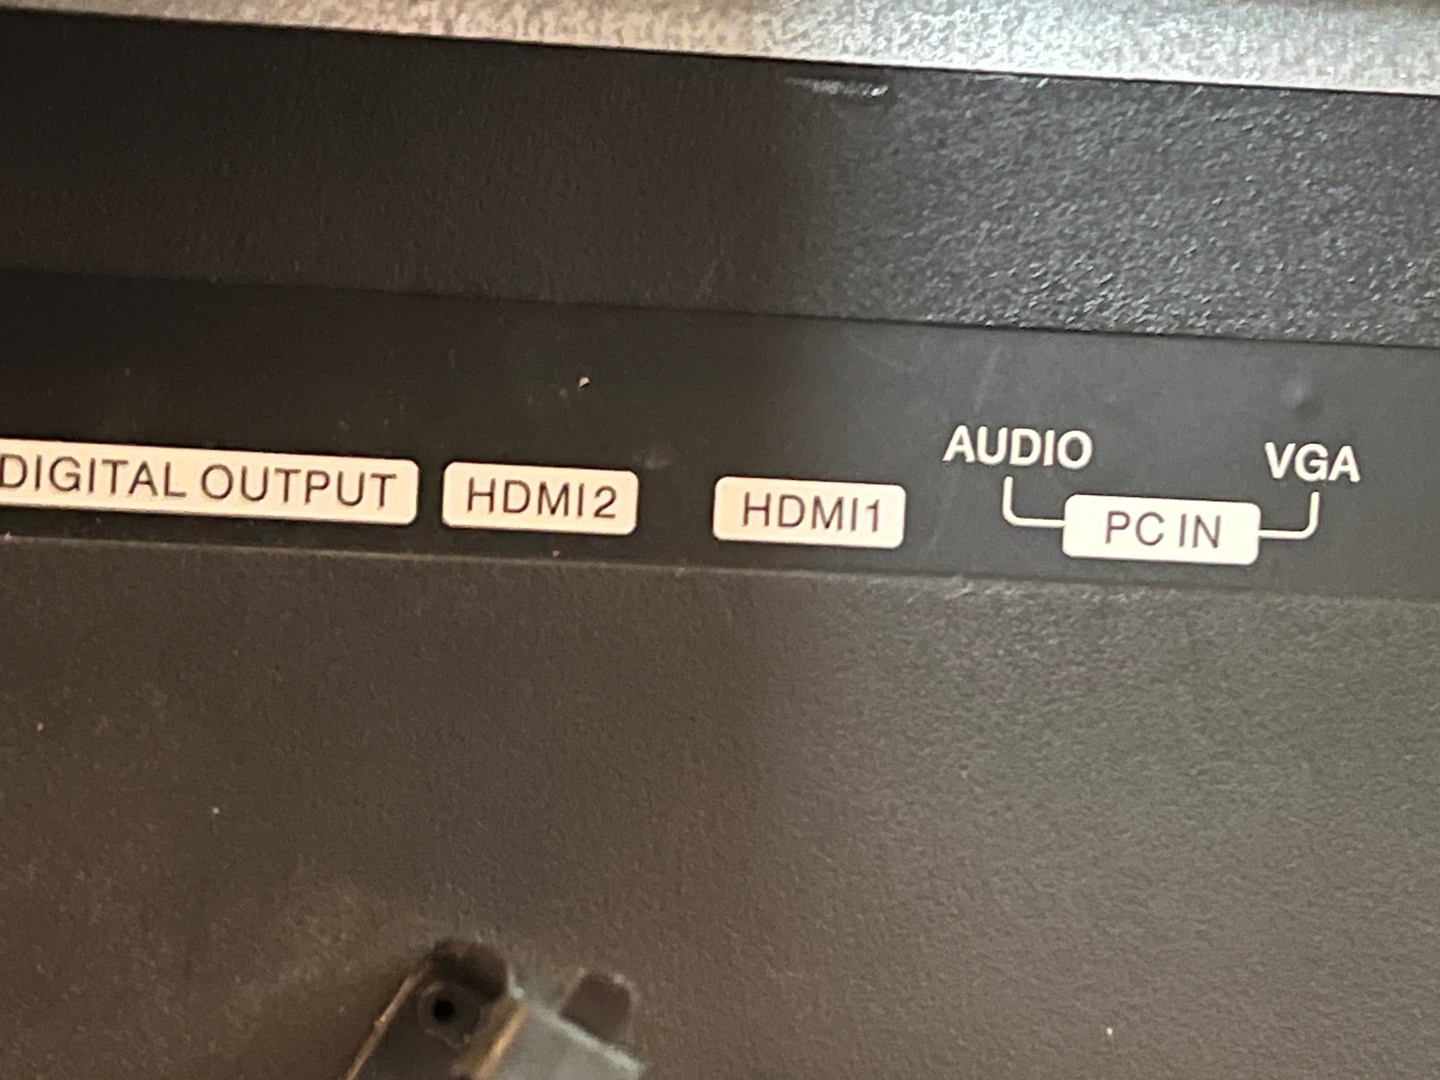 AUDIO VGA
DIGITAL OUTPUT HDMI2 HDMI1 PC IN